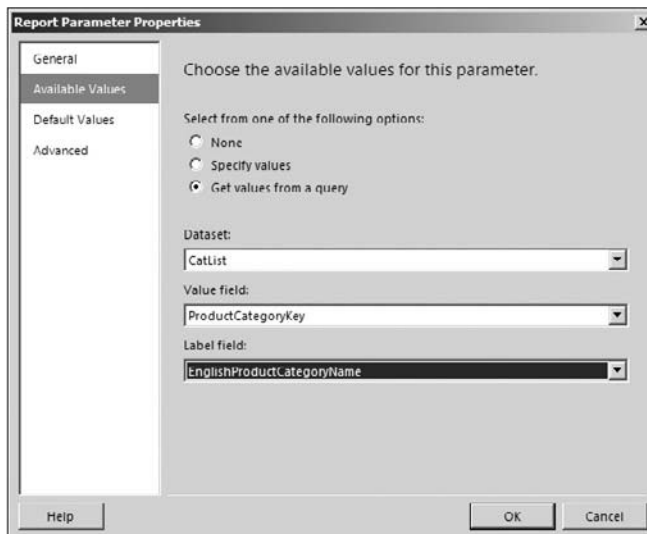 Report Parameter Properties
General
Available Values
Default Values
Advanced
Choose the available values for this parameter.
Select from one of the following options:
None
Specify values
Get values from a query
Dataset:
CatList
Value field:
ProductCategoryKey
Label field:
EnglishProductCategoryName
Help
OK
Cancel